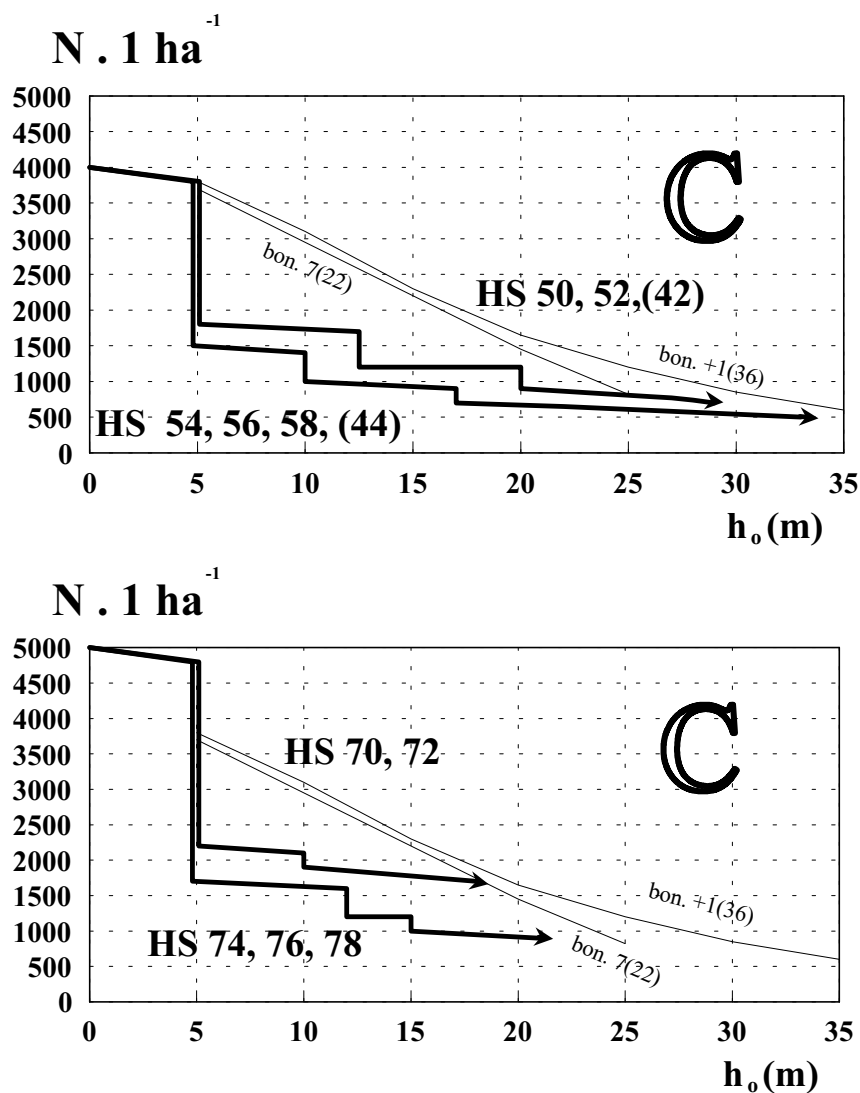 N . 1 ha -1
5000
4500
4000
3500
3000
2500
2000
1500
1000
500
0
C
bon. 7(22)
HS 50, 52,(42)
bon. +1(36)
HS 54, 56, 58, (44)
0 5 10 15 20 25 30 35
h o (m)
N . 1 ha -1
5000
4500
4000
3500
3000
2500
2000
1500
1000
500
0
C
HS 70, 72
bon. +1(36)
HS 74, 76, 78
bon. 7(22)
0 5 10 15 20 25 30 35
h o (m)